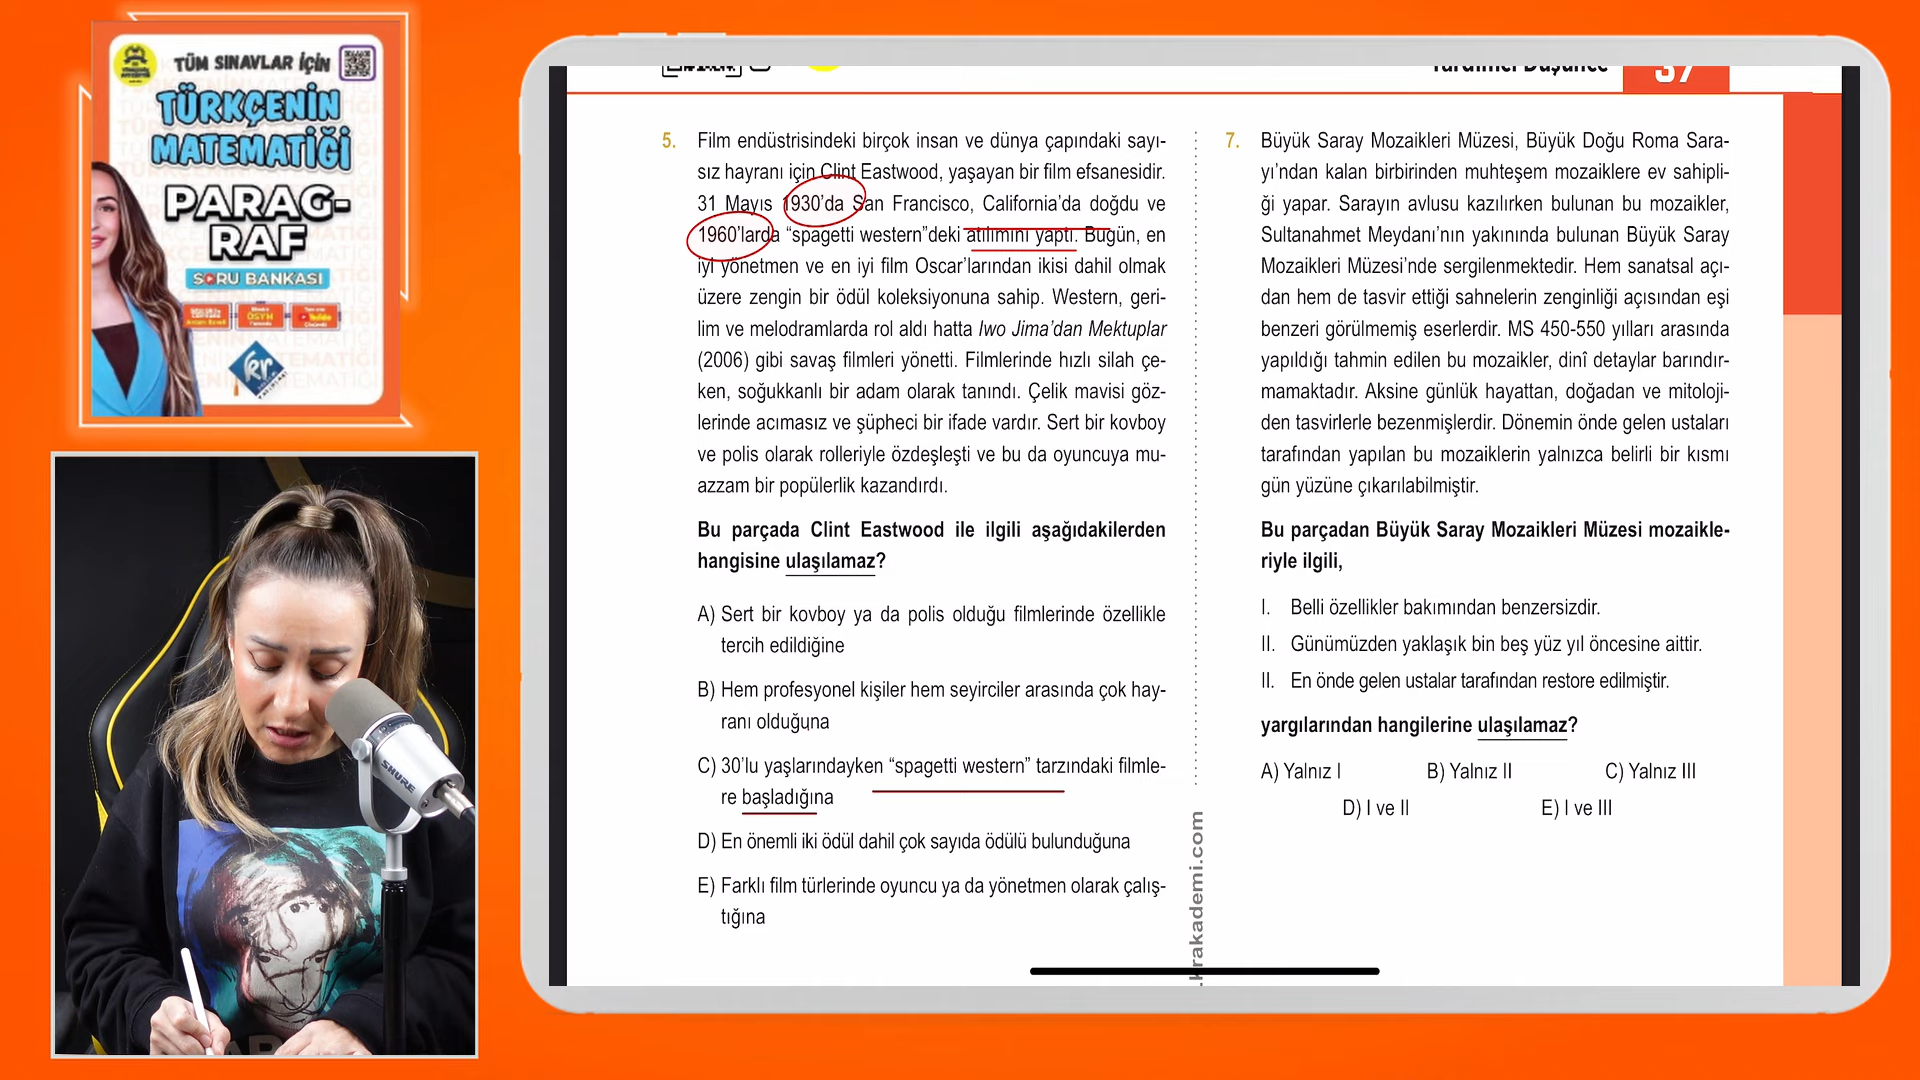 TÜM SINAVLAR İÇİN
TÜRKÇENİN
MATEMATİĞİ
PARAG-
RAF
SORU BANKASI
ÖSYM
YouTube
SHURE
Yardımcı Düşünce 37
5. Film endüstrisindeki birçok insan ve dünya çapındaki sayı-
sız hayranı için Clint Eastwood, yaşayan bir film efsanesidir.
31 Mayıs 1930’da San Francisco, California’da doğdu ve
1960’larda “spagetti western”deki atılımını yaptı. Bugün, en
iyi yönetmen ve en iyi film Oscar’larından ikisi dahil olmak
üzere zengin bir ödül koleksiyonuna sahip. Western, geri-
lim ve melodramlarda rol aldı hatta Iwo Jima’dan Mektuplar
(2006) gibi savaş filmleri yönetti. Filmlerinde hızlı silah çe-
ken, soğukkanlı bir adam olarak tanındı. Çelik mavisi göz-
lerinde acımasız ve şüpheci bir ifade vardır. Sert bir kovboy
ve polis olarak rolleriyle özdeşleşti ve bu da oyuncuya mu-
azzam bir popülerlik kazandırdı.
Bu parçada Clint Eastwood ile ilgili aşağıdakilerden
hangisine ulaşılamaz?
A) Sert bir kovboy ya da polis olduğu filmlerinde özellikle
tercih edildiğine
B) Hem profesyonel kişiler hem seyirciler arasında çok hay-
ranı olduğuna
C) 30’lu yaşlarındayken “spagetti western” tarzındaki filmle-
re başladığına
D) En önemli iki ödül dahil çok sayıda ödülü bulunduğuna
E) Farklı film türlerinde oyuncu ya da yönetmen olarak çalış-
tığına
krakademi.com
7. Büyük Saray Mozaikleri Müzesi, Büyük Doğu Roma Sara-
yı’ndan kalan birbirinden muhteşem mozaiklere ev sahipli-
ği yapar. Sarayın avlusu kazılırken bulunan bu mozaikler,
Sultanahmet Meydanı’nın yakınında bulunan Büyük Saray
Mozaikleri Müzesi’nde sergilenmektedir. Hem sanatsal açı-
dan hem de tasvir ettiği sahnelerin zenginliği açısından eşi
benzeri görülmemiş eserlerdir. MS 450-550 yılları arasında
yapıldığı tahmin edilen bu mozaikler, dinî detaylar barındır-
mamaktadır. Aksine günlük hayattan, doğadan ve mitoloji-
den tasvirlerle bezenmişlerdir. Dönemin önde gelen ustaları
tarafından yapılan bu mozaiklerin yalnızca belirli bir kısmı
gün yüzüne çıkarılabilmiştir.
Bu parçadan Büyük Saray Mozaikleri Müzesi mozaikle-
riyle ilgili,
I. Belli özellikler bakımından benzersizdir.
II. Günümüzden yaklaşık bin beş yüz yıl öncesine aittir.
II. En önde gelen ustalar tarafından restore edilmiştir.
yargılarından hangilerine ulaşılamaz?
A) Yalnız I B) Yalnız II C) Yalnız III
D) I ve II E) I ve III